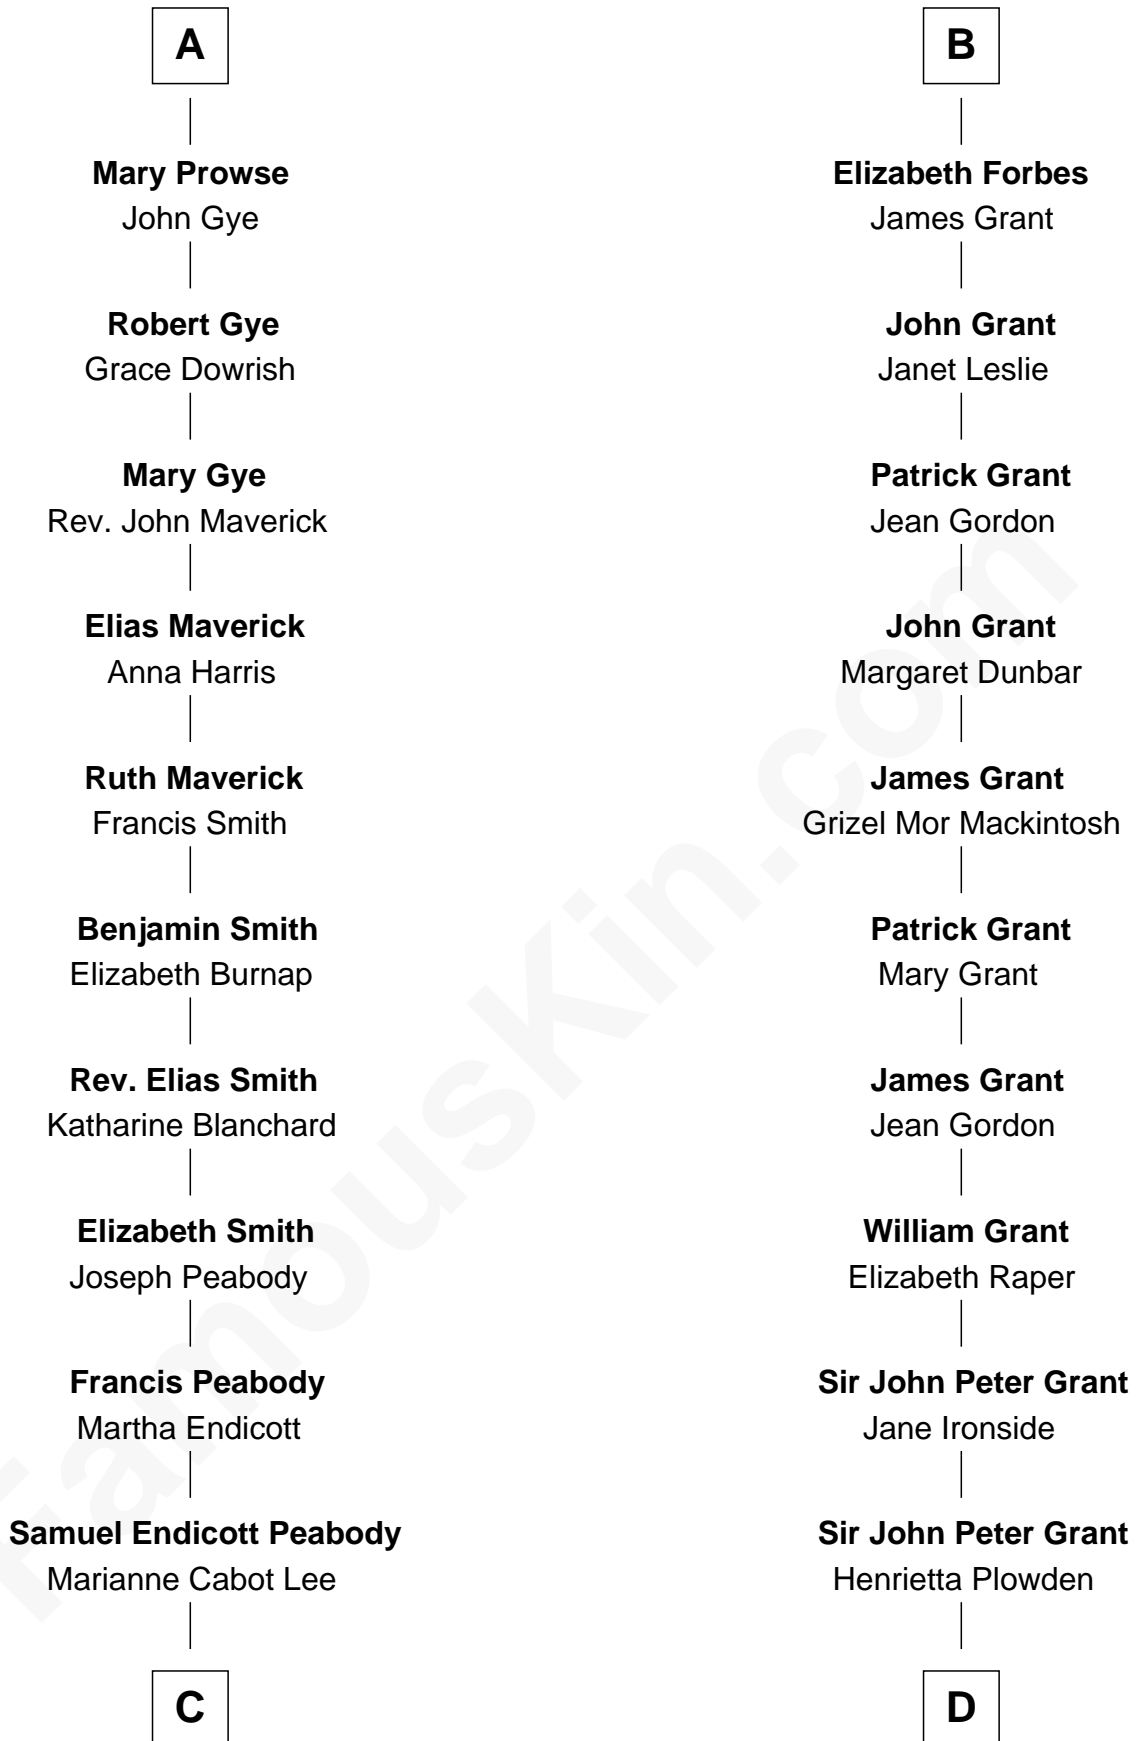 A
Mary Prowse
John Gye
Robert Gye
Grace Dowrish
Mary Gye
Rev. John Maverick
Elias Maverick
Anna Harris
Ruth Maverick
Francis Smith
Benjamin Smith
Elizabeth Burnap
Rev. Elias Smith
Katharine Blanchard
Elizabeth Smith
Joseph Peabody
Francis Peabody
Martha Endicott
Samuel Endicott Peabody
Marianne Cabot Lee
C
B
Elizabeth Forbes
James Grant
John Grant
Janet Leslie
Patrick Grant
Jean Gordon
John Grant
Margaret Dunbar
James Grant
Grizel Mor Mackintosh
Patrick Grant
Mary Grant
James Grant
Jean Gordon
William Grant
Elizabeth Raper
Sir John Peter Grant
Jane Ironside
Sir John Peter Grant
Henrietta Plowden
D
FamousKin.com